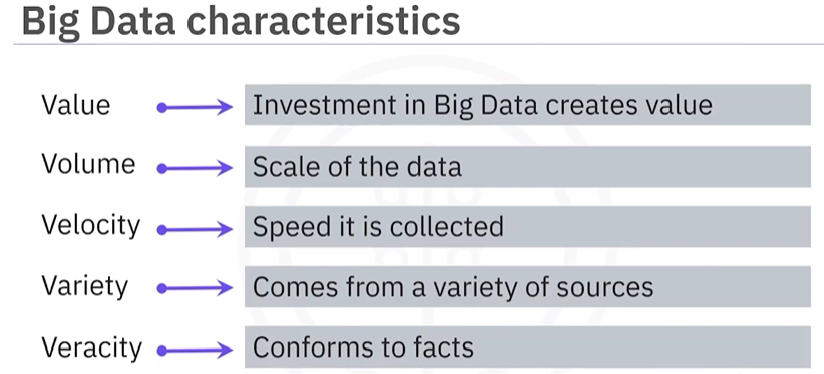 Big Data characteristics
Value Investment in Big Data creates value
Volume Scale of the data
Velocity Speed it is collected
Variety Comes from a variety of sources
Veracity Conforms to facts